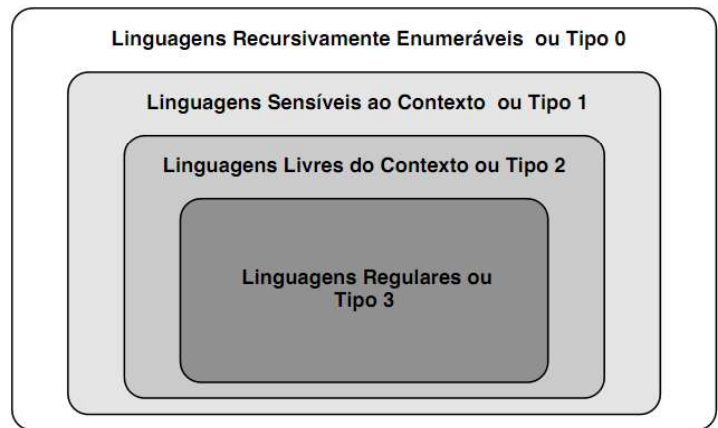 Linguagens Recursivamente Enumeráveis ou Tipo 0
Linguagens Sensíveis ao Contexto ou Tipo 1
Linguagens Livres do Contexto ou Tipo 2
Linguagens Regulares ou
Tipo 3